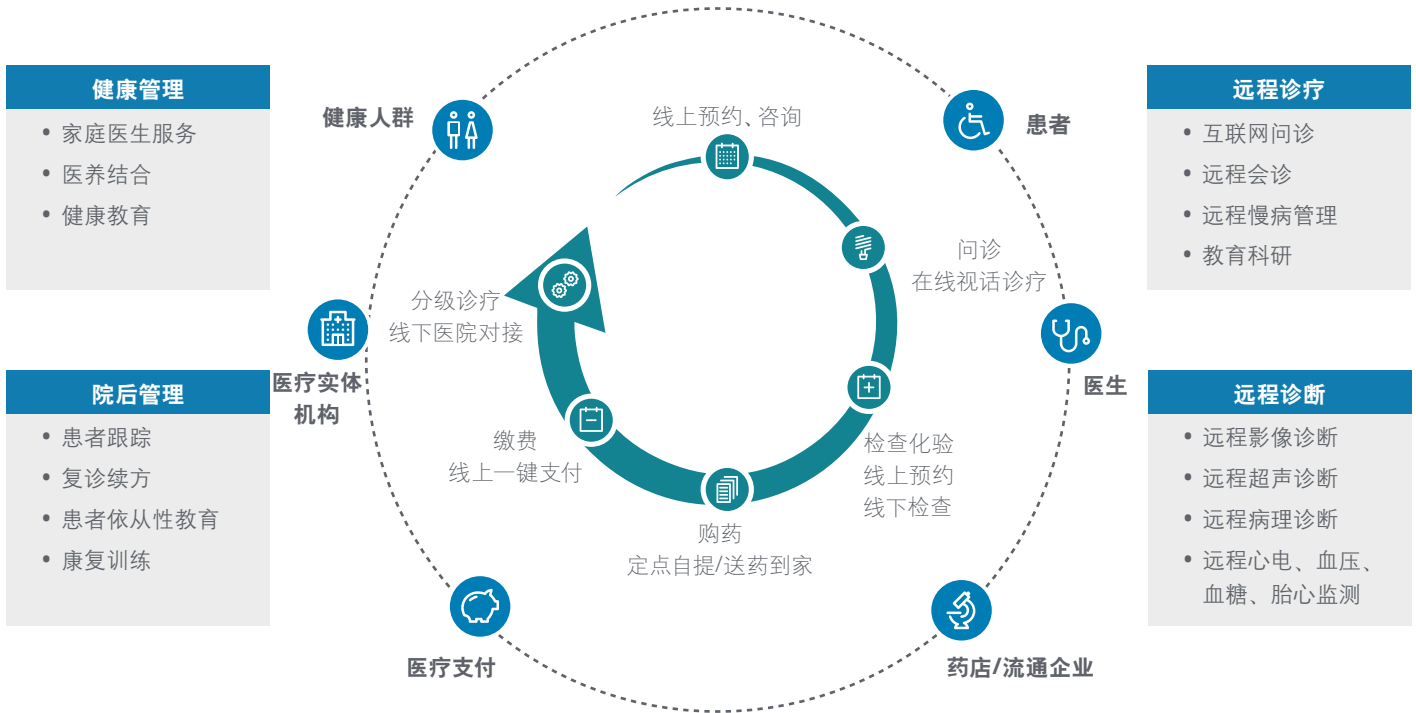 健康管理
• 家庭医生服务
• 医养结合
• 健康教育
院后管理
• 患者跟踪
• 复诊续方
• 患者依从性教育
• 康复训练
健康人群
医疗实体
机构
医疗支付
线上预约、咨询
问诊
在线视话诊疗
检查化验
线上预约
线下检查
购药
定点自提/送药到家
缴费
线上一键支付
分级诊疗
线下医院对接
患者
医生
药店/流通企业
远程诊疗
• 互联网问诊
• 远程会诊
• 远程慢病管理
• 教育科研
远程诊断
• 远程影像诊断
• 远程超声诊断
• 远程病理诊断
• 远程心电、血压、
血糖、胎心监测